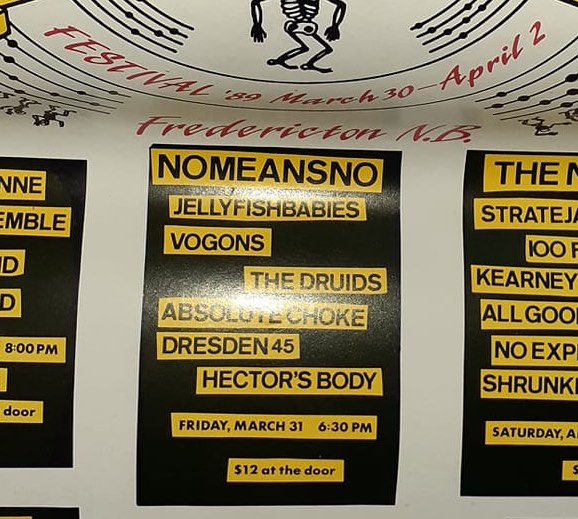 FESTIVAL '89 March 30 - April 2
Fredericton N.B.
NNE
EMBLE
D
8:00 PM
door
NOMEANSNO
JELLYFISHBABIES
VOGONS
THE DRUIDS
ABSOLUTE CHOKE
DRESDEN 45
HECTOR'S BODY
FRIDAY, MARCH 31 6:30 PM
$12 at the door
THE N
STRATEJA
100 F
KEARNEY
ALL GOO
NO EXP
SHRUNK
SATURDAY, A
$